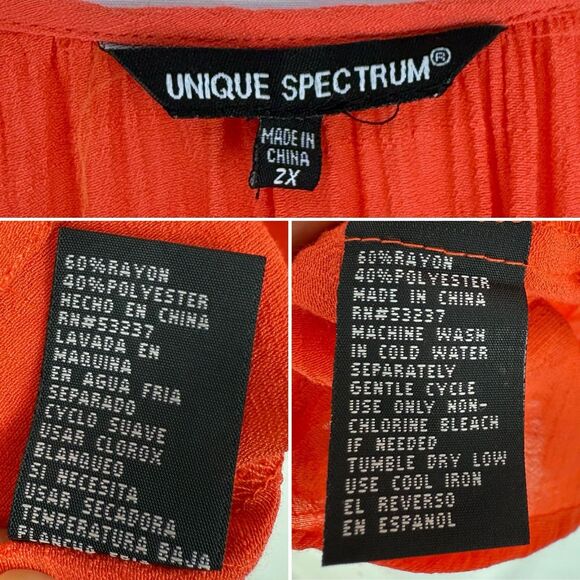 UNIQUE SPECTRUM®
MADE IN
CHINA
2X
60%RAYON
40%POLYESTER
HECHO EN CHINA
RN#53237
LAVADA EN
MAQUINA
EN AGUA FRIA
SEPARADO
CYCLO SUAVE
USAR CLOROX
BLANQUEO
SI NECESITA
USAR SECADORA
TEMPERATURA BAJA
PLANCHA
60%RAYON
40%POLYESTER
MADE IN CHINA
RN#53237
MACHINE WASH
IN COLD WATER
SEPARATELY
GENTLE CYCLE
USE ONLY NON-
CHLORINE BLEACH
IF NEEDED
TUMBLE DRY LOW
USE COOL IRON
EL REVERSO
EN ESPANOL